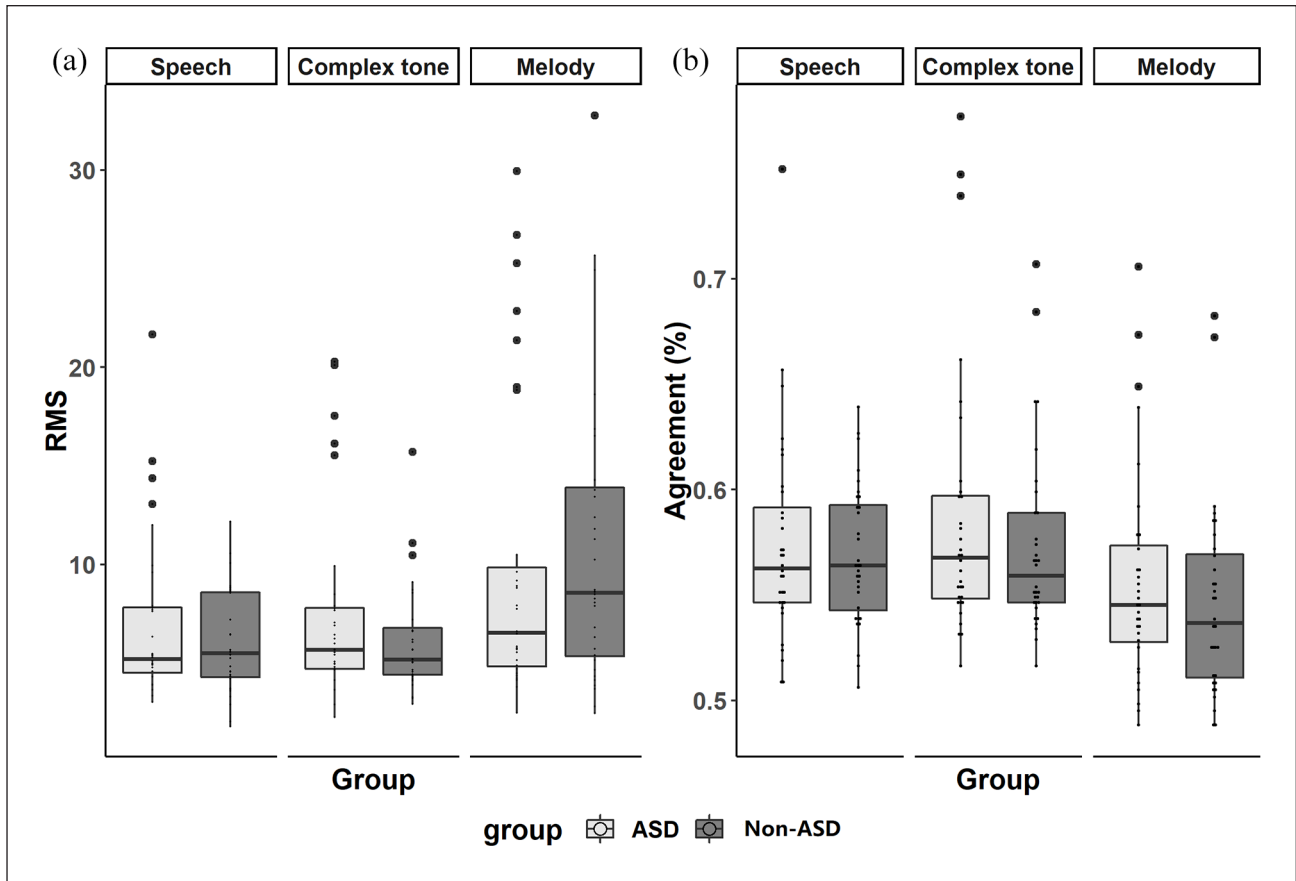 (a)
Speech
Complex tone
Melody
30
20
10
RMS
Group
(b)
Speech
Complex tone
Melody
0.7
0.6
0.5
Agreement (%)
Group
group ASD Non-ASD